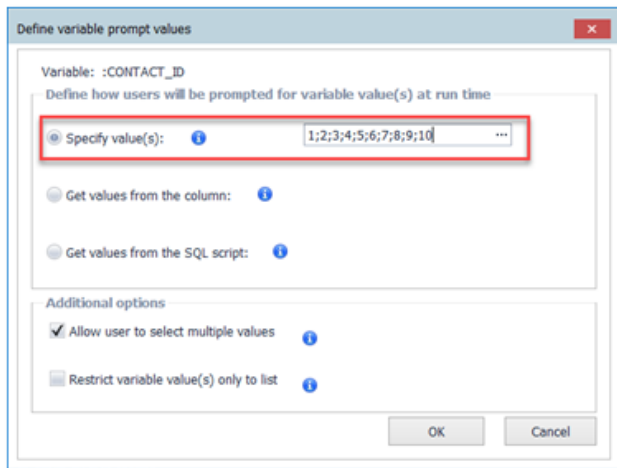 Define variable prompt values
Variable: :CONTACT_ID
Define how users will be prompted for variable value(s) at run time
Specify value(s): 1;2;3;4;5;6;7;8;9;10 ...
Get values from the column:
Get values from the SQL script:
Additional options
Allow user to select multiple values
Restrict variable value(s) only to list
OK Cancel